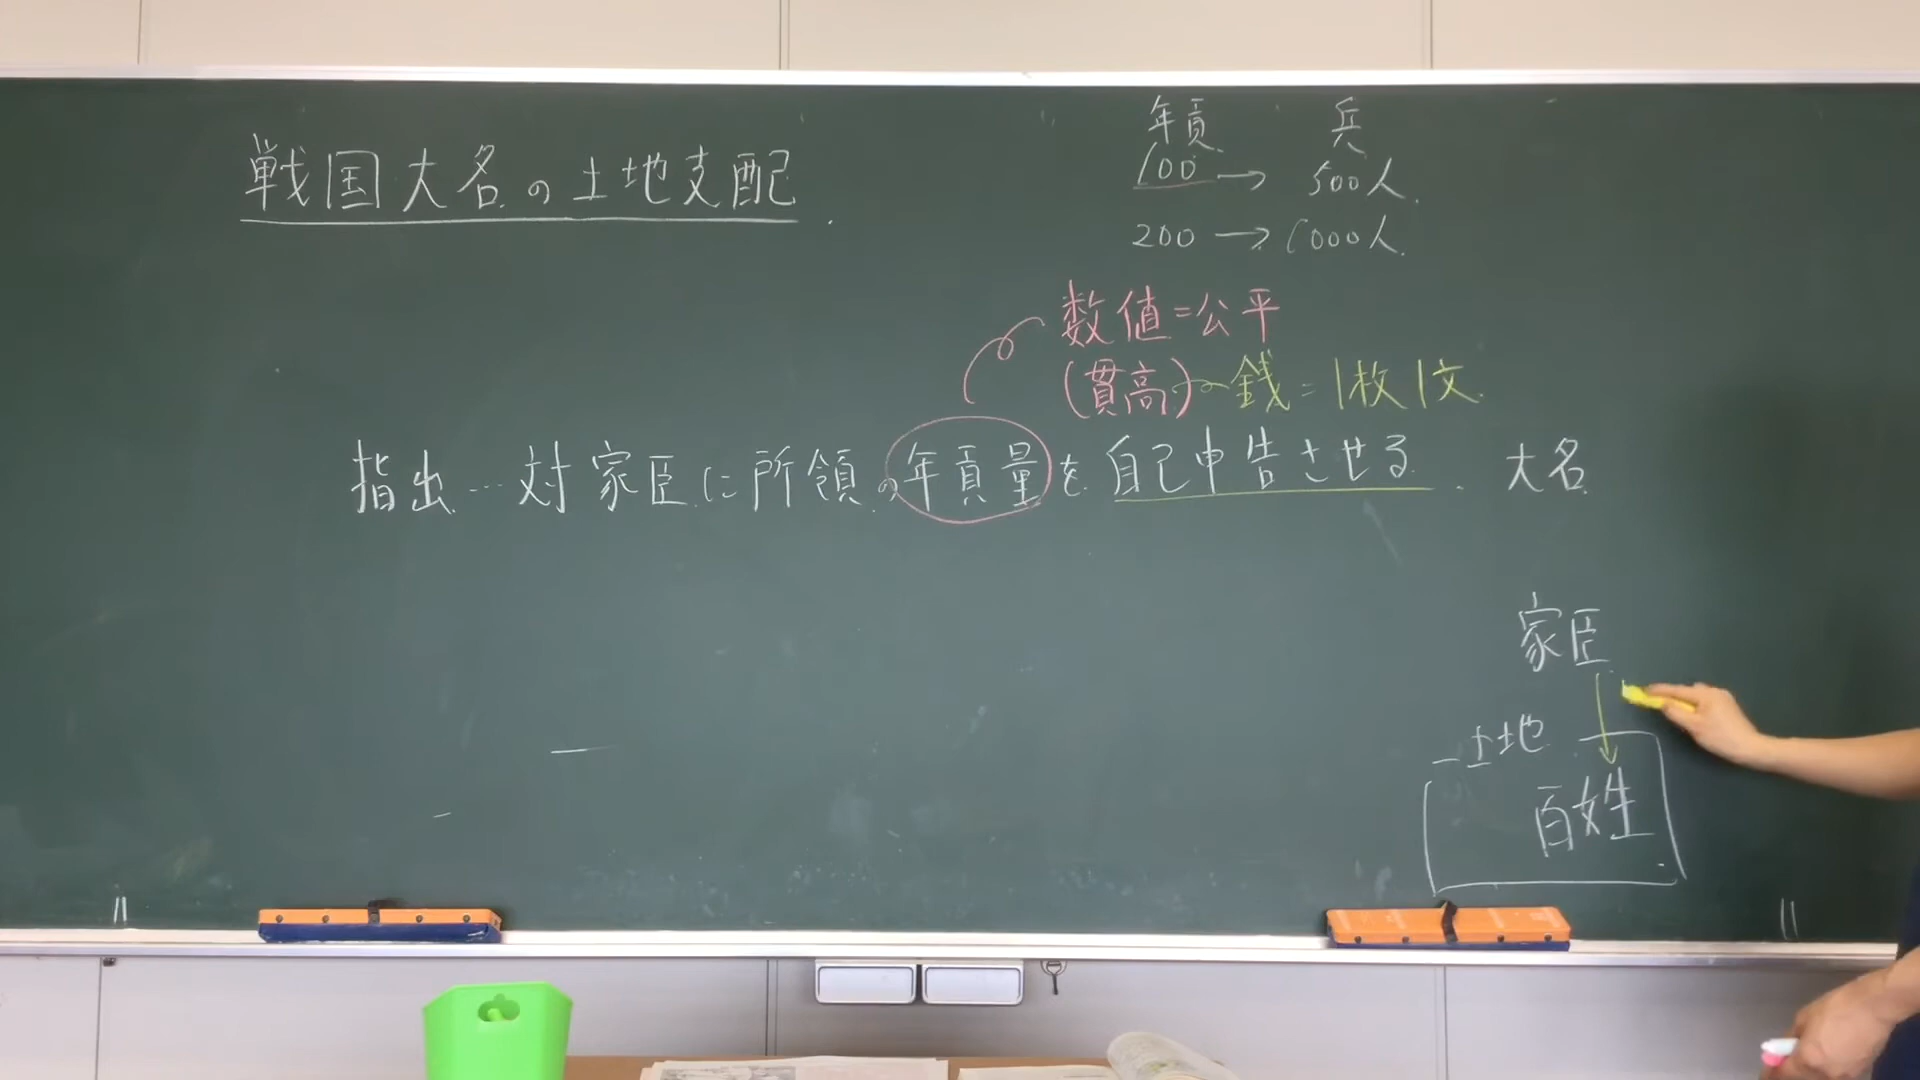 戦国大名の土地支配
年貢 兵
100 → 500人
200 → 1000人
数値=公平
(貫高) 銭=1枚1文
指出…対家臣に所領の年貢量を自己申告させる
大名
家臣
土地
百姓